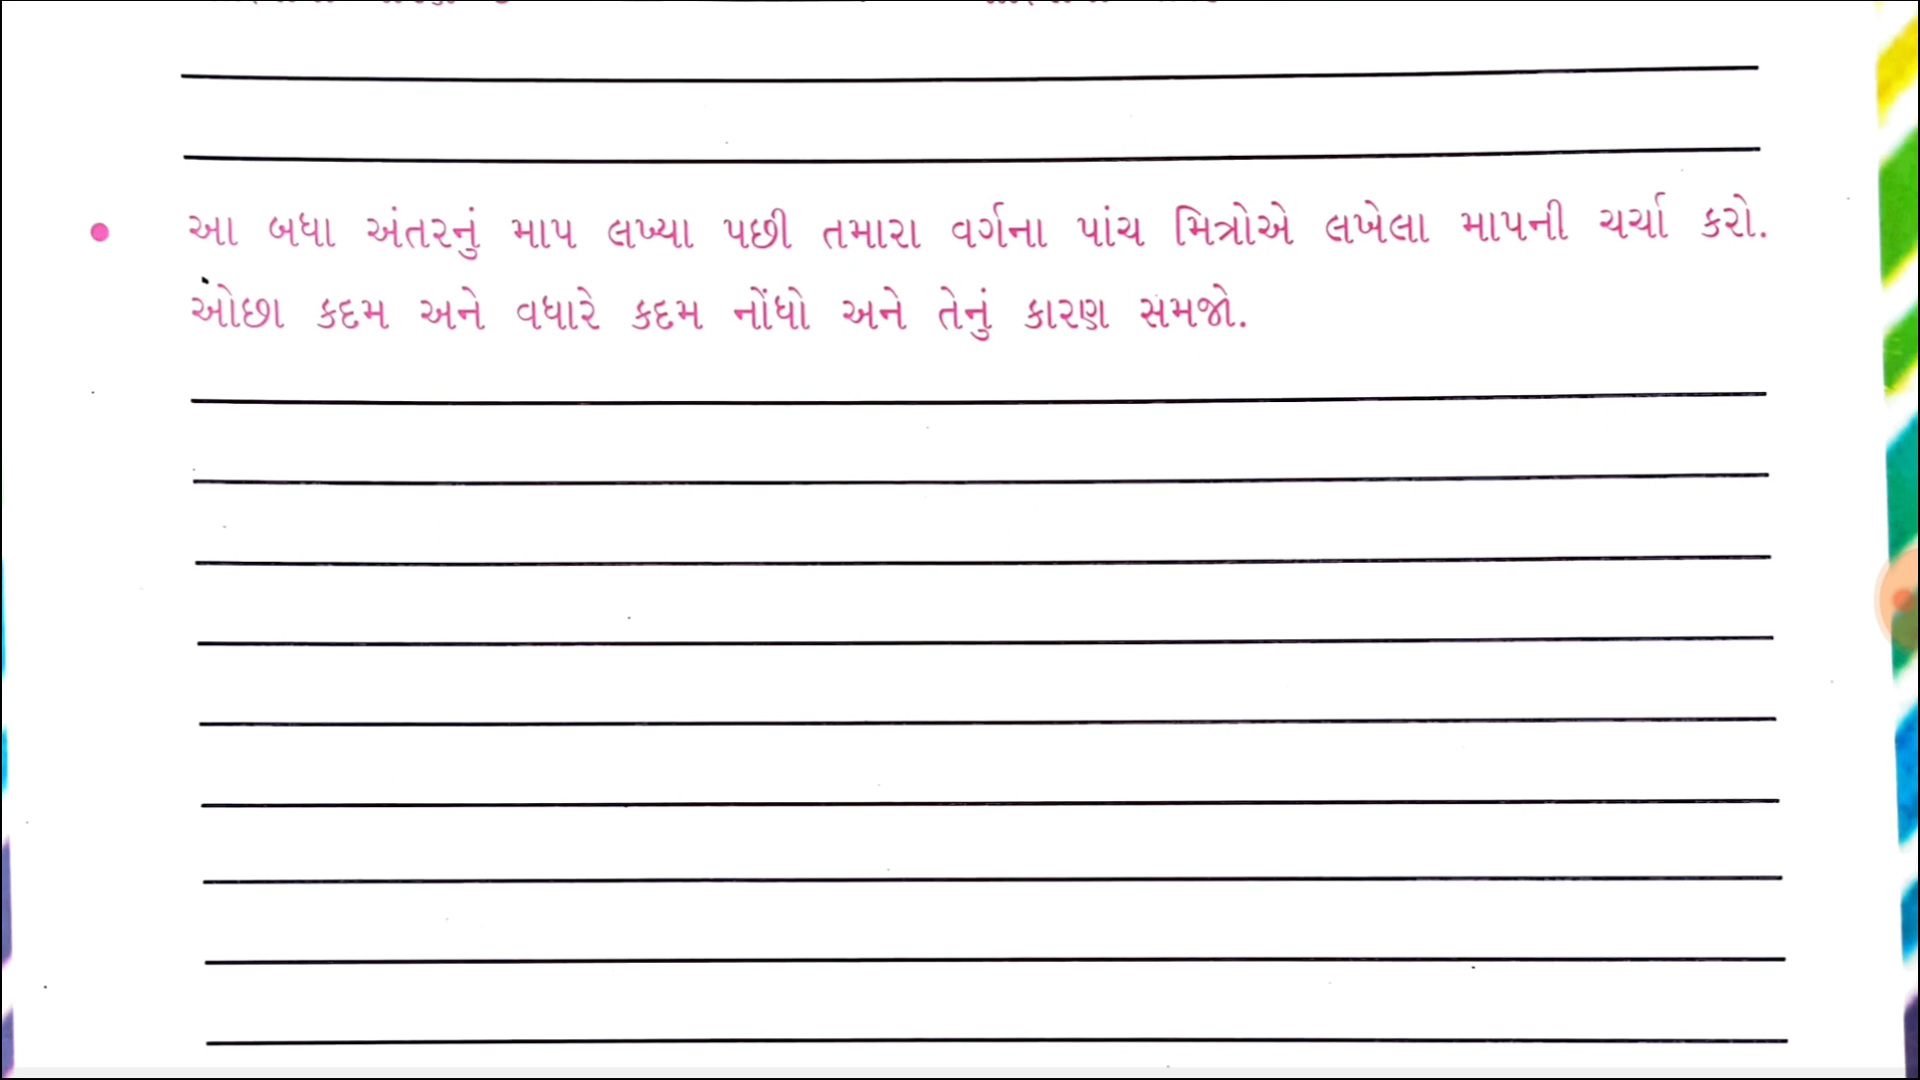 આ બધા અંતરનું માપ લખ્યા પછી તમારા વર્ગના પાંચ મિત્રોએ લખેલા માપની ચર્ચા કરો.
ઓછા કદમ અને વધારે કદમ નોંધો અને તેનું કારણ સમજો.